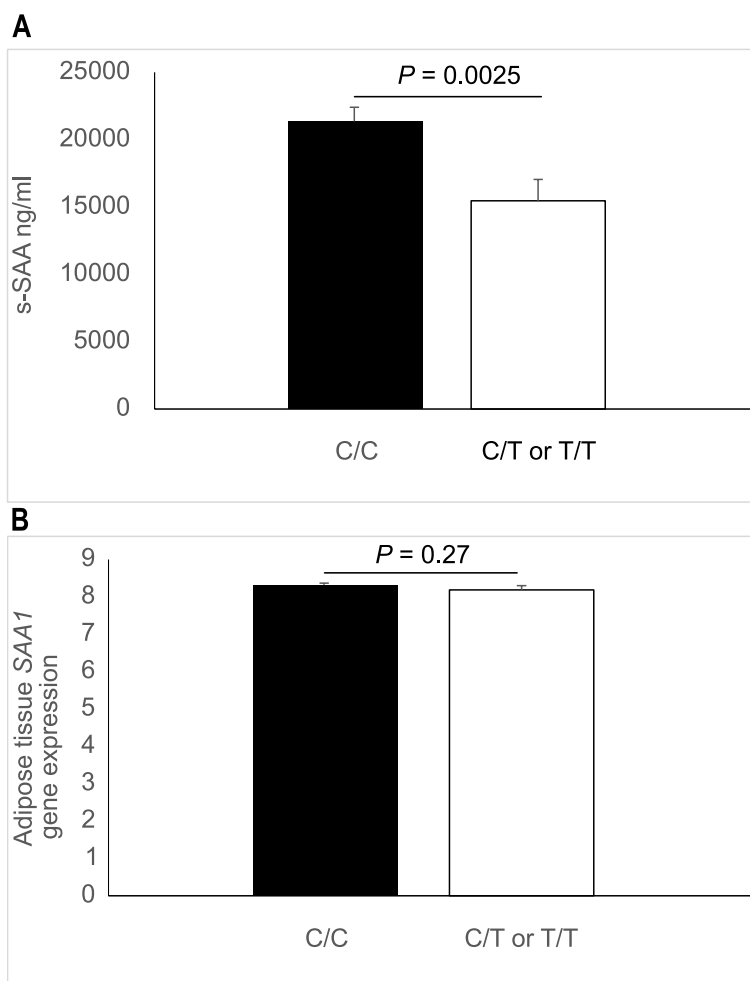 A
25000
20000
15000
10000
5000
0
s-SAA ng/ml
P = 0.0025
C/C
C/T or T/T
B
9
8
7
6
5
4
3
2
1
0
Adipose tissue SAA1
gene expression
P = 0.27
C/C
C/T or T/T